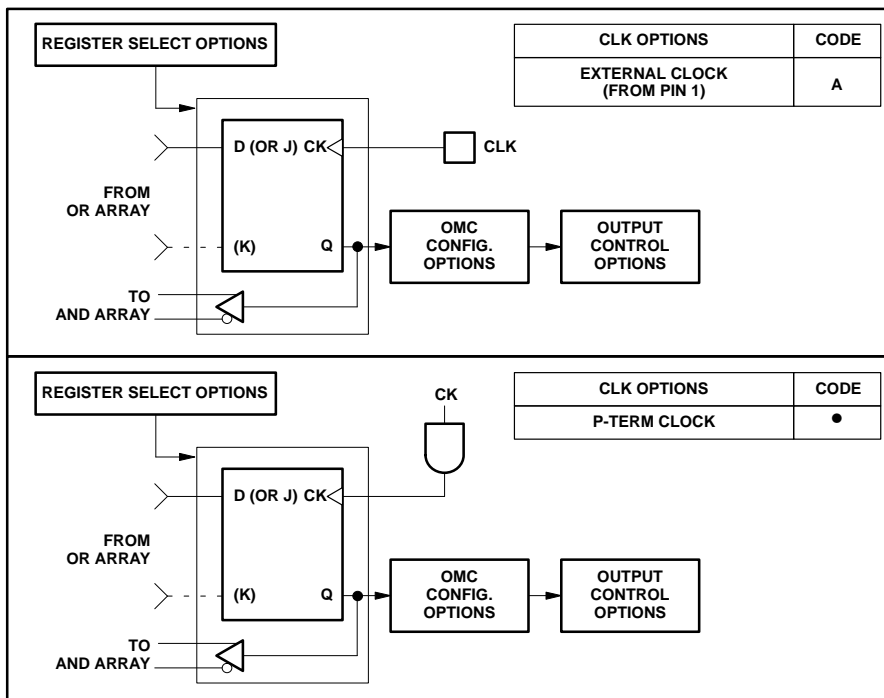 REGISTER SELECT OPTIONS
CLK OPTIONS CODE
EXTERNAL CLOCK
(FROM PIN 1)
A
D (OR J) CK
CLK
FROM
OR ARRAY
(K) Q
OMC
CONFIG.
OPTIONS
OUTPUT
CONTROL
OPTIONS
TO
AND ARRAY
REGISTER SELECT OPTIONS
CK
CLK OPTIONS CODE
P-TERM CLOCK ●
D (OR J) CK
FROM
OR ARRAY
(K) Q
OMC
CONFIG.
OPTIONS
OUTPUT
CONTROL
OPTIONS
TO
AND ARRAY